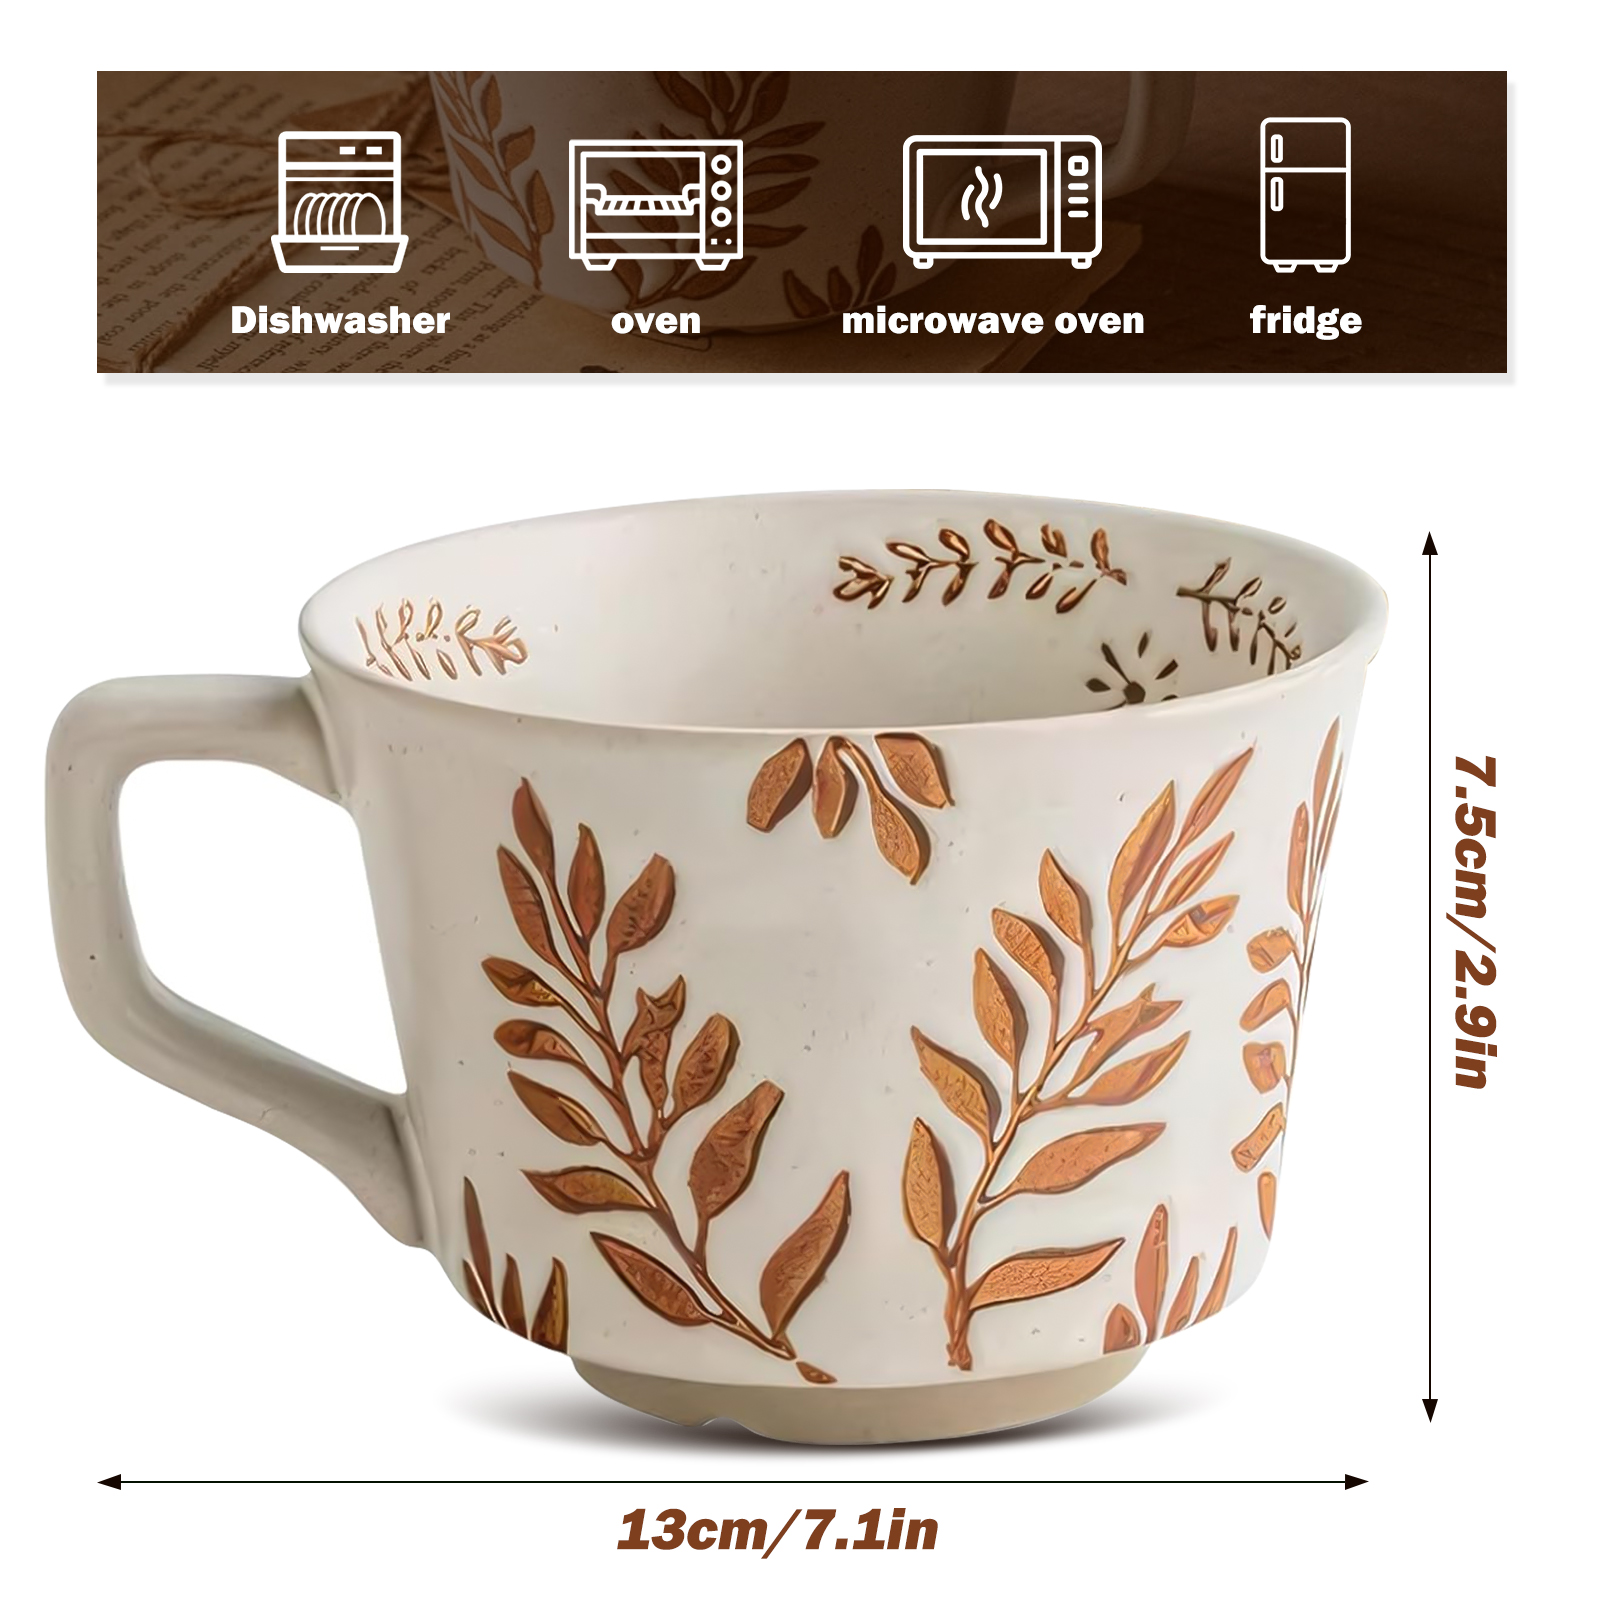 Dishwasher
oven
microwave oven
fridge
7.5cm/2.9in
13cm/7.1in